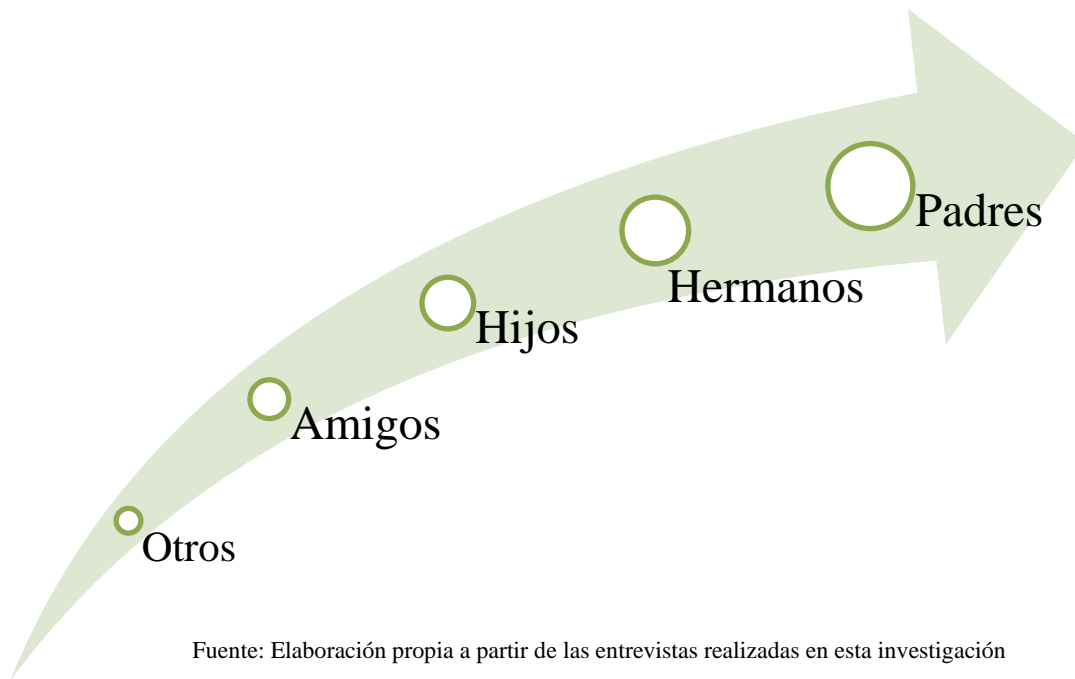 Padres
Hermanos
Hijos
Amigos
Otros
Fuente: Elaboración propia a partir de las entrevistas realizadas en esta investigación